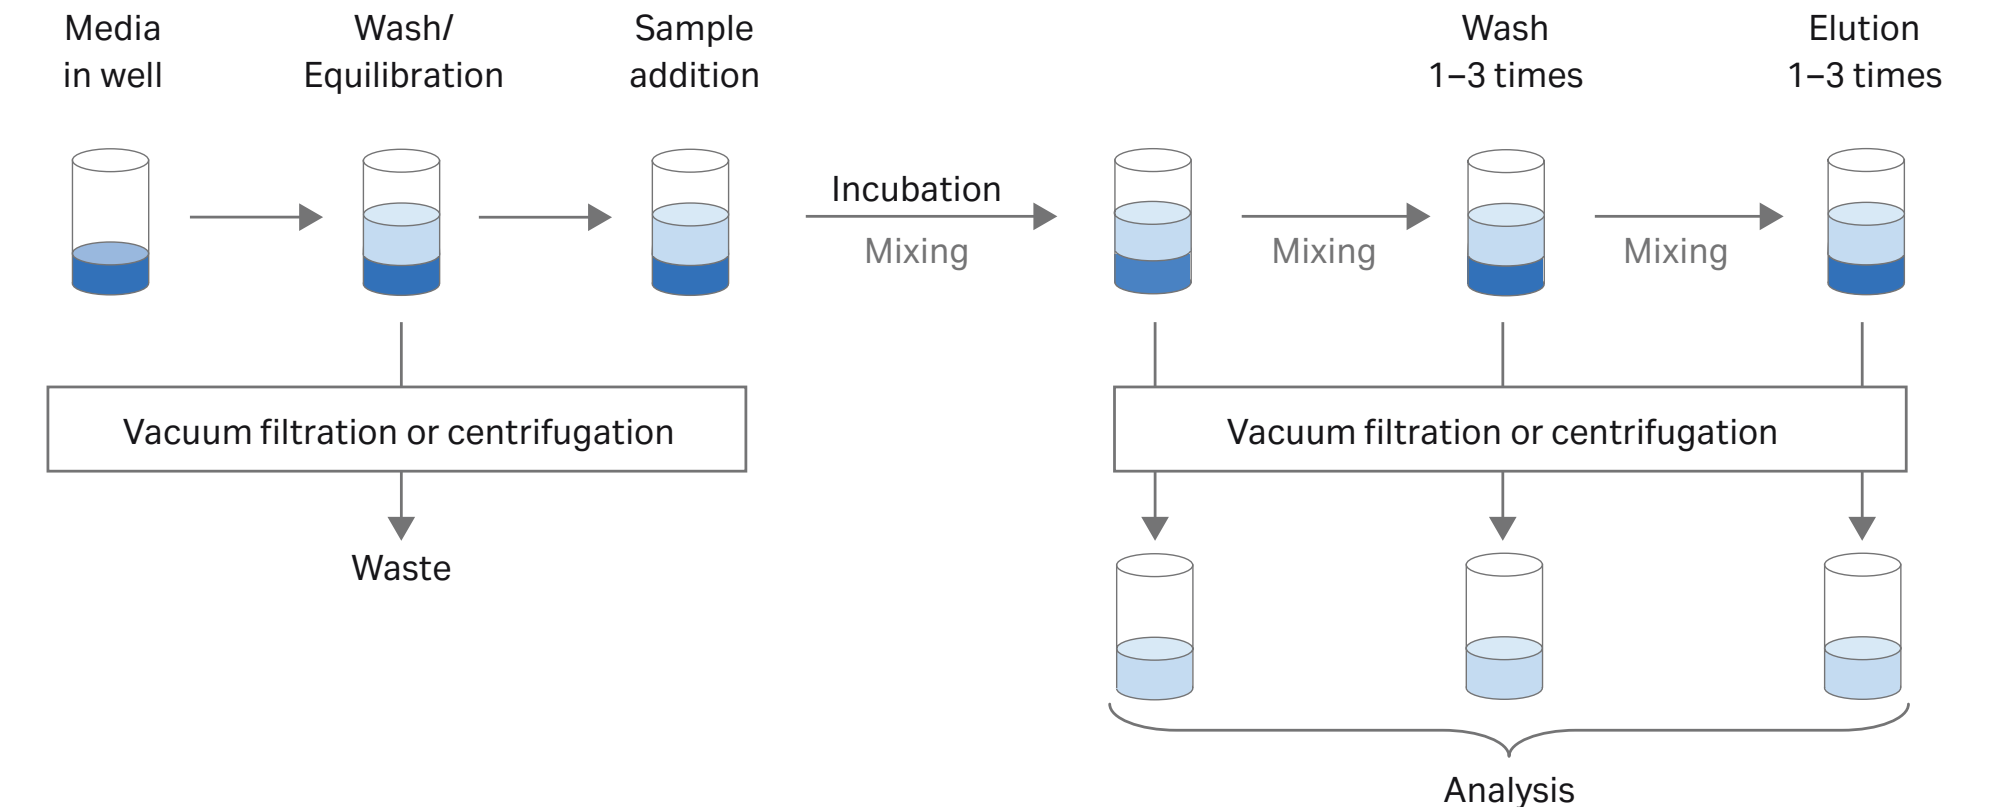 Media
in well
Wash/
Equilibration
Sample
addition
Wash
1–3 times
Elution
1–3 times
Incubation
Mixing
Mixing
Mixing
Vacuum filtration or centrifugation
Vacuum filtration or centrifugation
Waste
Analysis